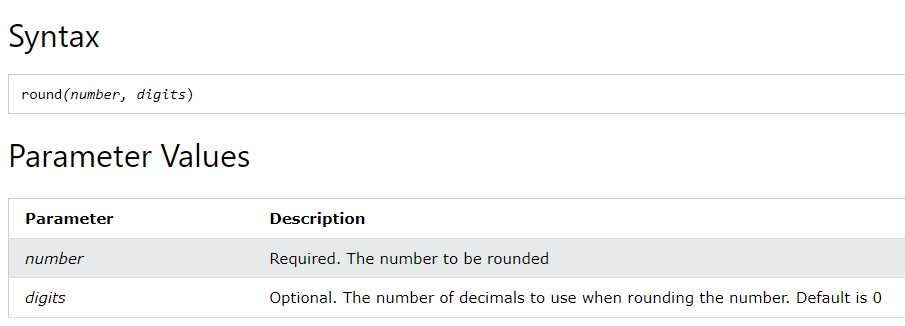 Syntax
round(number, digits)
Parameter Values
Parameter Description
number Required. The number to be rounded
digits Optional. The number of decimals to use when rounding the number. Default is 0